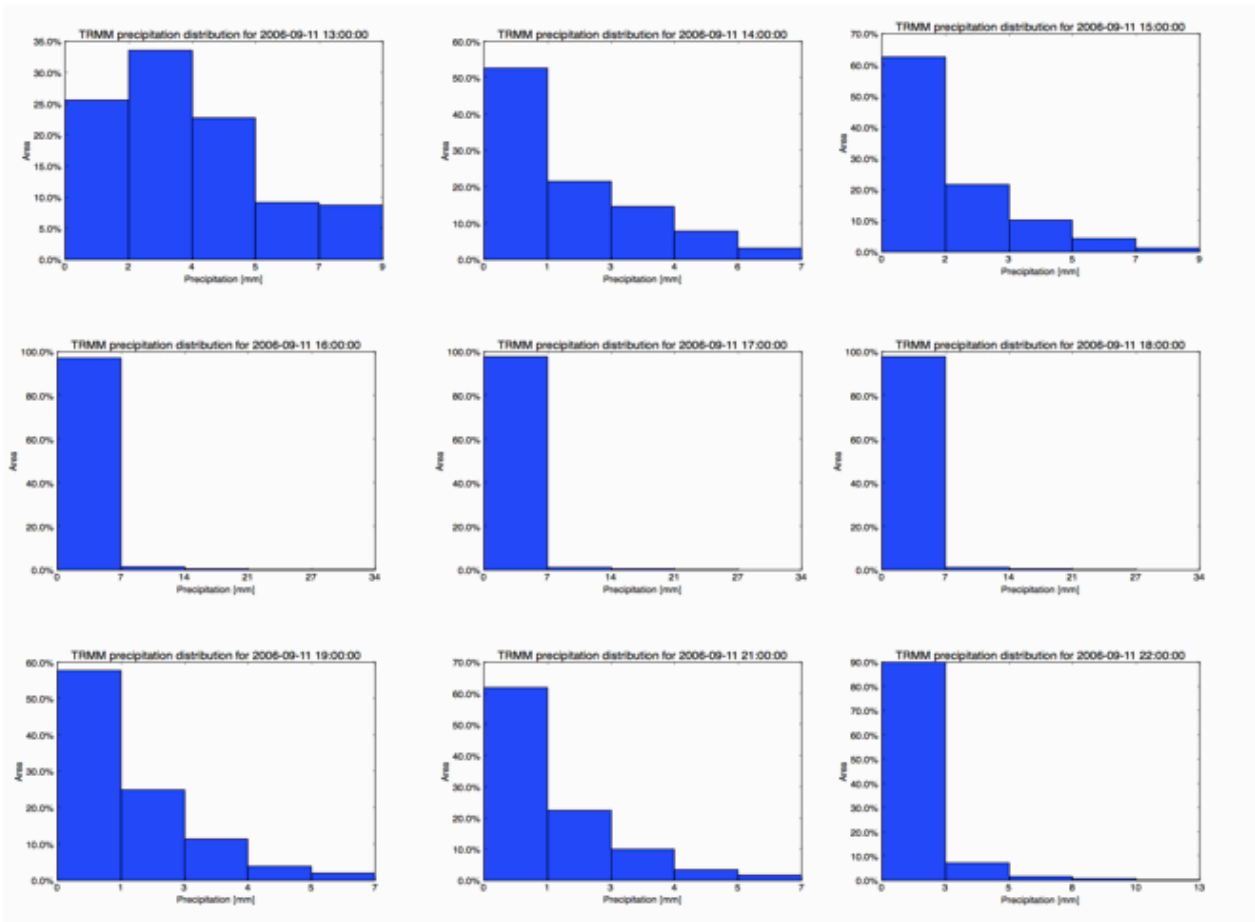 TRMM precipitation distribution for 2006-09-11 13:00:00
35.0%
30.0%
25.0%
20.0%
15.0%
10.0%
5.0%
0.0%
Area
0 2 4 5 7 9
Precipitation [mm]
TRMM precipitation distribution for 2006-09-11 14:00:00
60.0%
50.0%
40.0%
30.0%
20.0%
10.0%
0.0%
Area
0 1 3 4 6 7
Precipitation [mm]
TRMM precipitation distribution for 2006-09-11 15:00:00
70.0%
60.0%
50.0%
40.0%
30.0%
20.0%
10.0%
0.0%
Area
0 2 3 5 7 9
Precipitation [mm]
TRMM precipitation distribution for 2006-09-11 16:00:00
100.0%
80.0%
60.0%
40.0%
20.0%
0.0%
Area
0 7 14 21 27 34
Precipitation [mm]
TRMM precipitation distribution for 2006-09-11 17:00:00
100.0%
80.0%
60.0%
40.0%
20.0%
0.0%
Area
0 7 14 21 27 34
Precipitation [mm]
TRMM precipitation distribution for 2006-09-11 18:00:00
100.0%
80.0%
60.0%
40.0%
20.0%
0.0%
Area
0 7 14 21 27 34
Precipitation [mm]
TRMM precipitation distribution for 2006-09-11 19:00:00
60.0%
50.0%
40.0%
30.0%
20.0%
10.0%
0.0%
Area
0 1 3 4 5 7
Precipitation [mm]
TRMM precipitation distribution for 2006-09-11 21:00:00
70.0%
60.0%
50.0%
40.0%
30.0%
20.0%
10.0%
0.0%
Area
0 1 3 4 5 7
Precipitation [mm]
TRMM precipitation distribution for 2006-09-11 22:00:00
90.0%
80.0%
70.0%
60.0%
50.0%
40.0%
30.0%
20.0%
10.0%
0.0%
Area
0 3 5 8 10 13
Precipitation [mm]